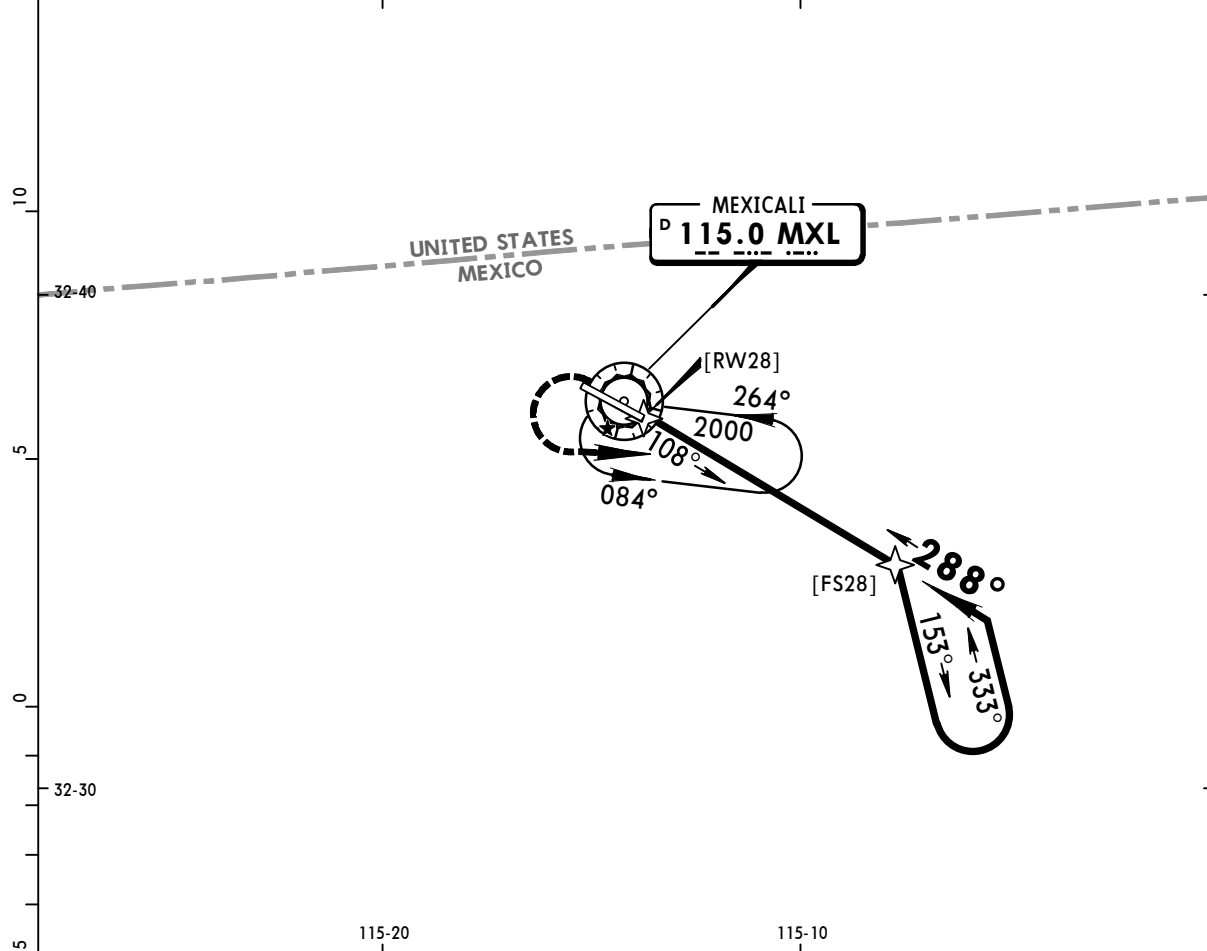 10
MEXICALI
D 115.0 MXL
UNITED STATES
MEXICO
32-40
[RW28]
264°
2000
108°
5
084°
288°
[FS28]
153°
333°
0
32-30
115-20
115-10
5